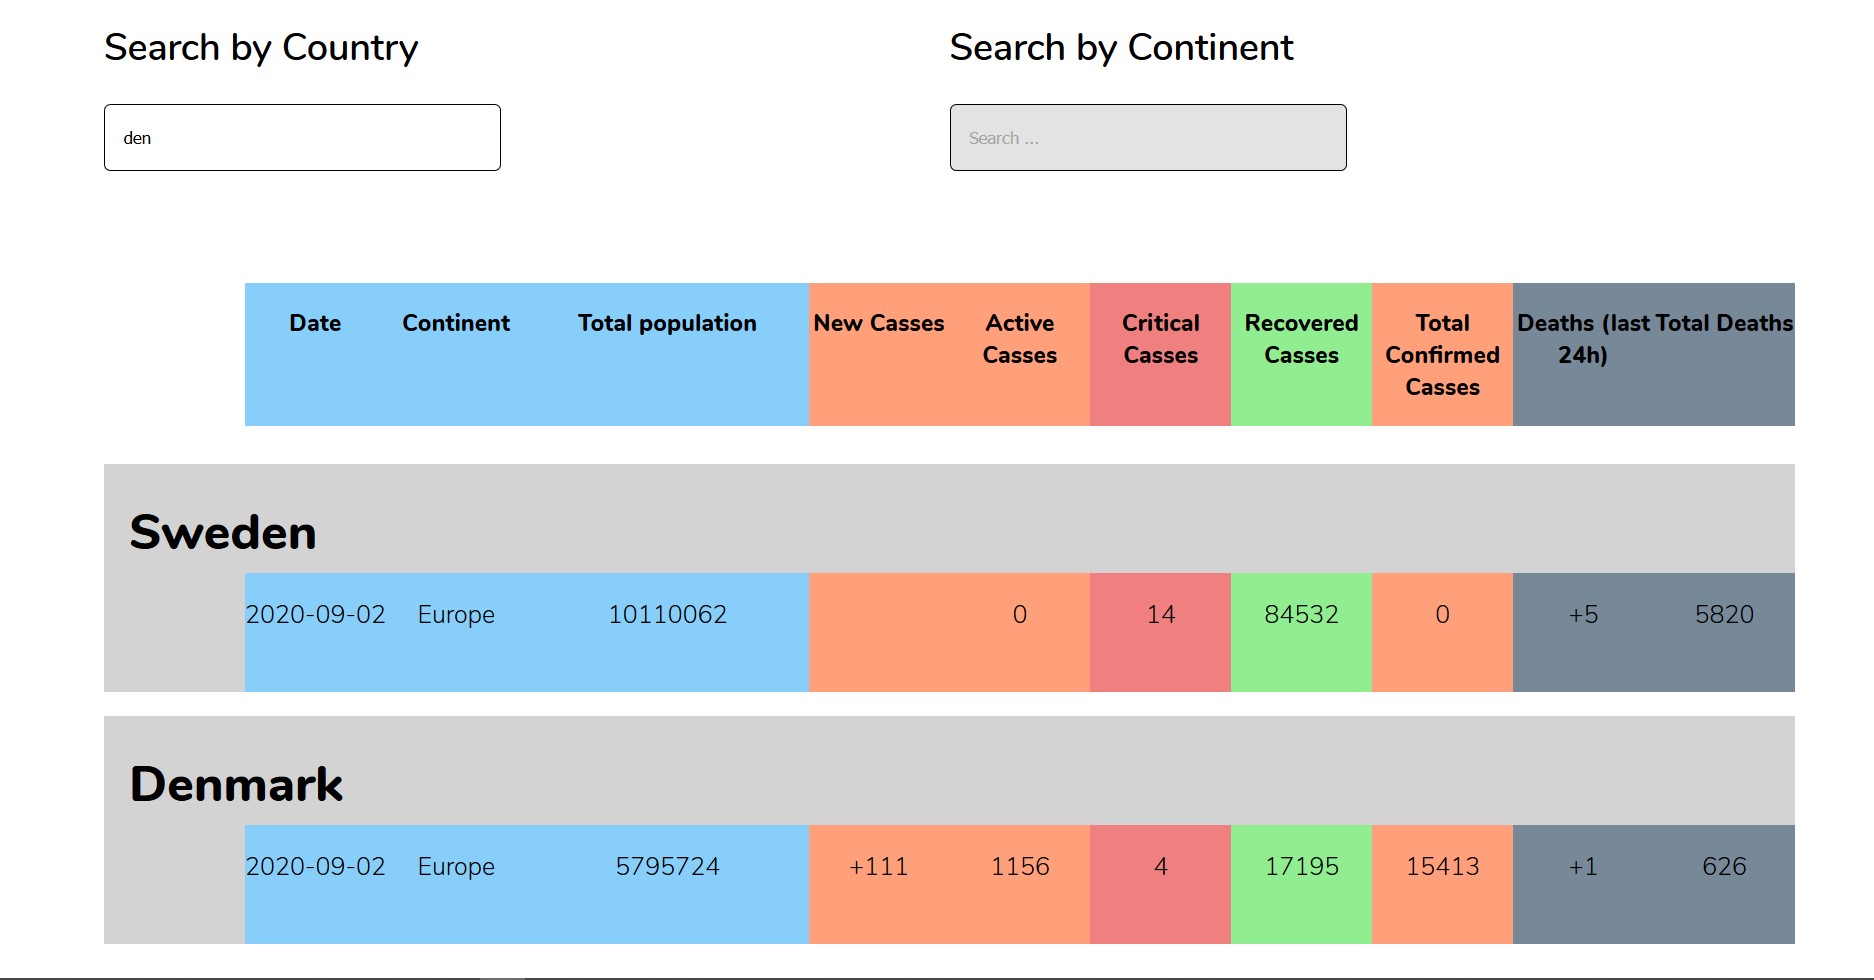 Search by Country
Search by Continent
den
Search ...
Date Continent Total population New Casses Active Critical Recovered Total Deaths (last Total Deaths
Casses Casses Casses Confirmed 24h)
Casses
Sweden
2020-09-02 Europe 10110062 0 14 84532 0 +5 5820
Denmark
2020-09-02 Europe 5795724 +111 1156 4 17195 15413 +1 626